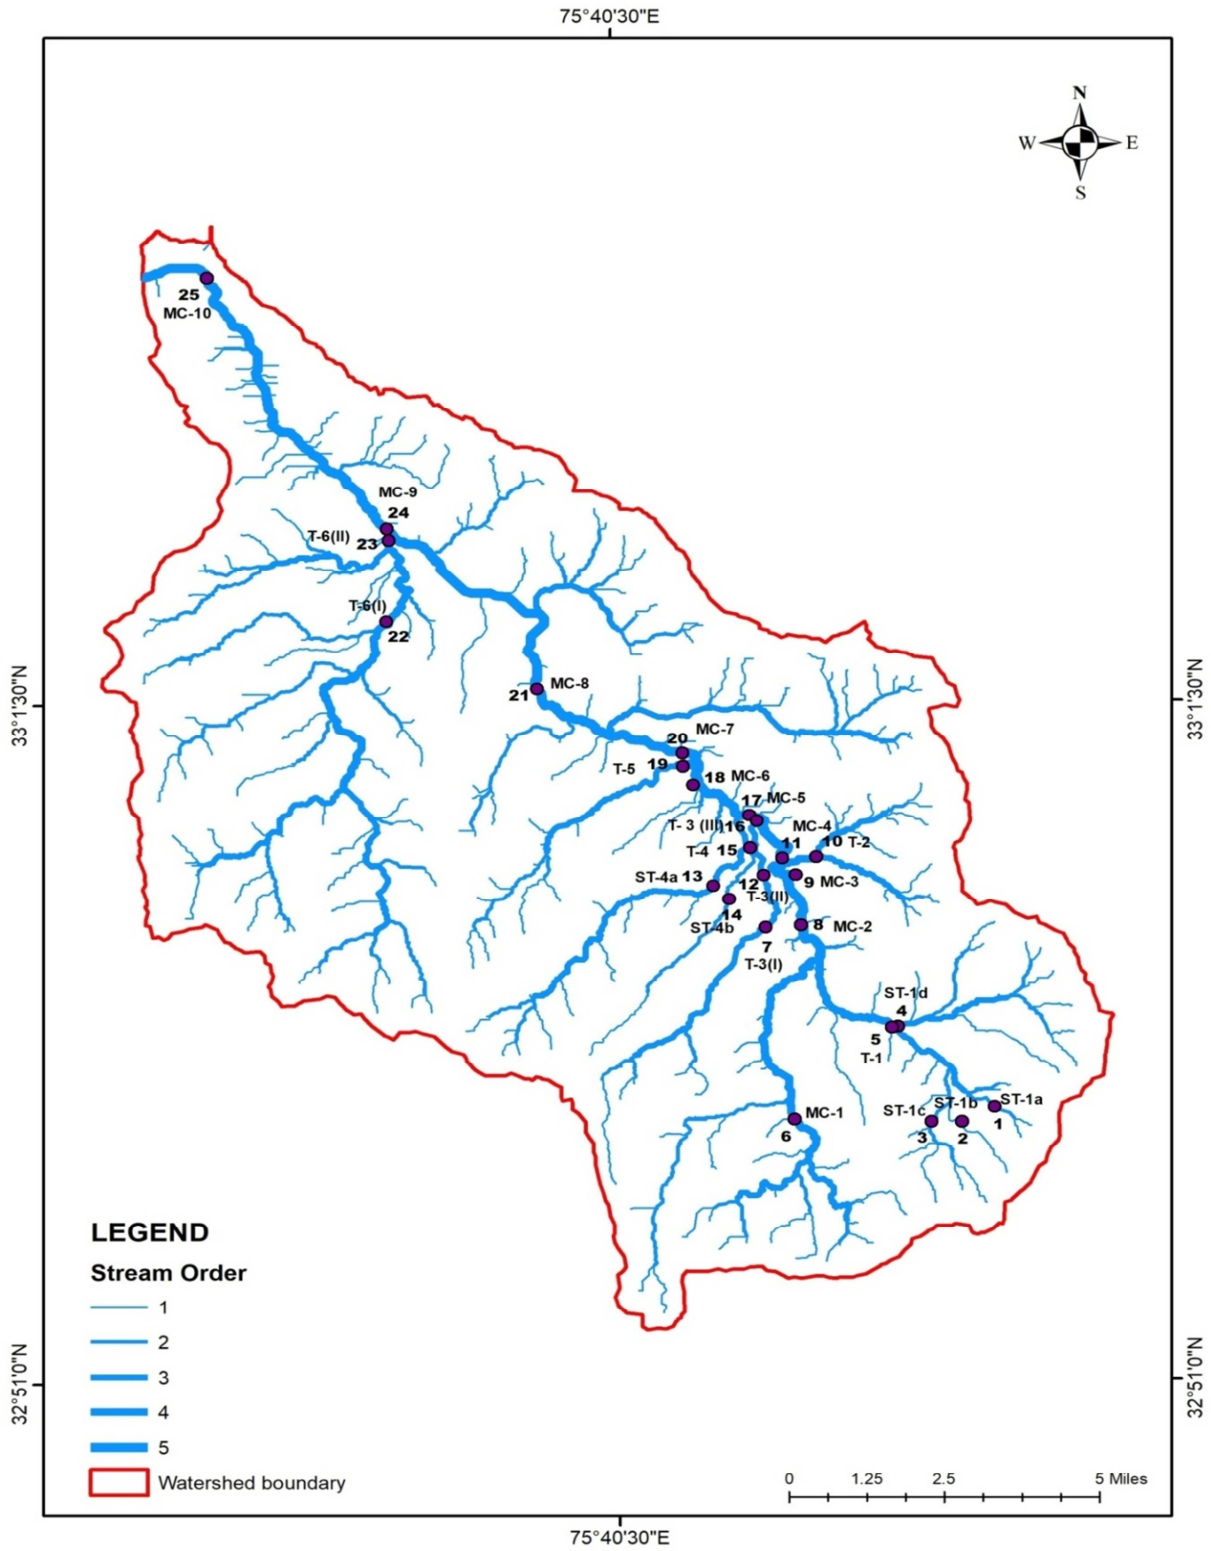 75°40'30"E
N
W
E
S
25
MC-10
MC-9
24
T-6(II)
23
T-6(I)
22
33°1'30"N
33°1'30"N
MC-8
21
MC-7
20
T-5
19
18
MC-6
17
MC-5
T- 3 (III)
16
MC-4
T-4
15
11
10
T-2
ST-4a
13
12
9
MC-3
T-3(II)
14
ST-4b
8
MC-2
7
T-3(I)
ST-1d
4
5
T-1
ST-1c
ST-1b
ST-1a
MC-1
6
3
2
1
LEGEND
Stream Order
1
2
3
4
5
Watershed boundary
32°51'0"N
32°51'0"N
0
1.25
2.5
5 Miles
75°40'30"E